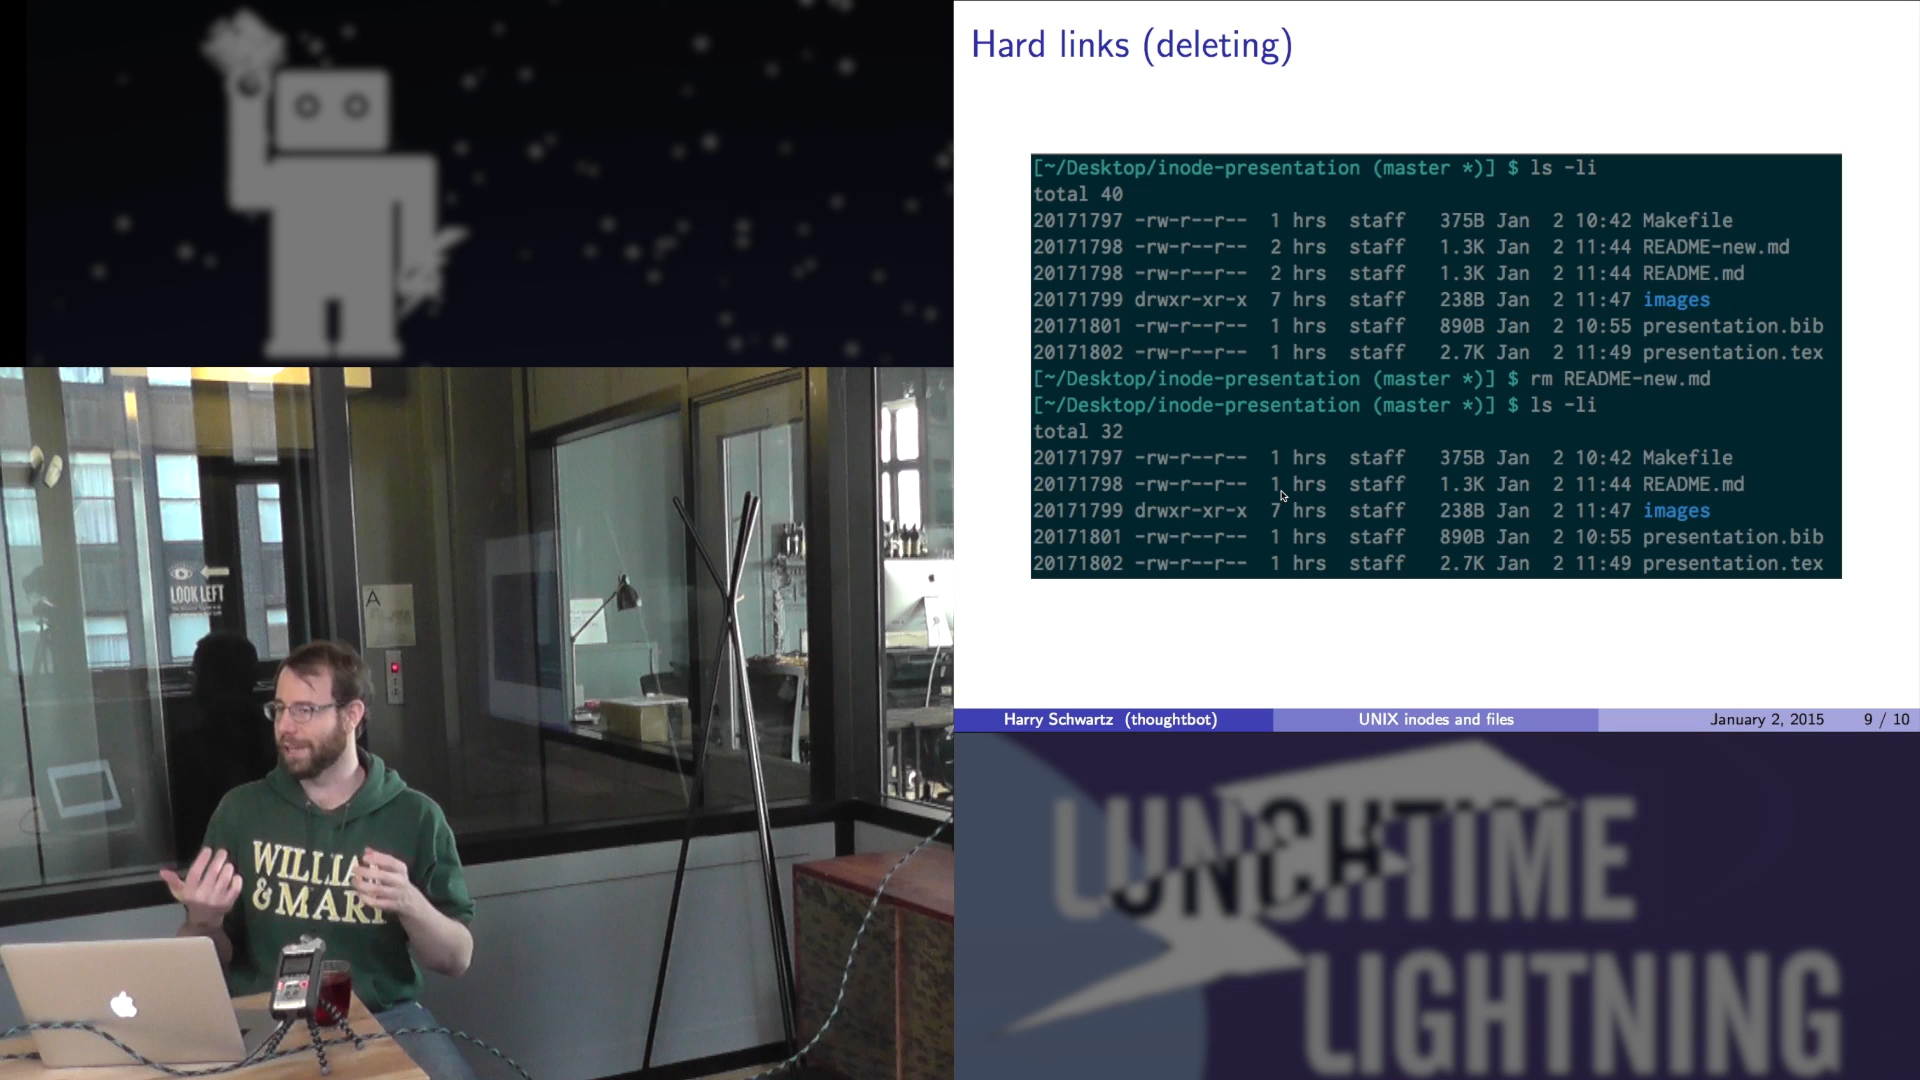 Hard links (deleting)
[~/Desktop/inode-presentation (master *)] $ ls -li
total 40
20171797 -rw-r--r-- 1 hrs staff 375B Jan 2 10:42 Makefile
20171798 -rw-r--r-- 2 hrs staff 1.3K Jan 2 11:44 README-new.md
20171798 -rw-r--r-- 2 hrs staff 1.3K Jan 2 11:44 README.md
20171799 drwxr-xr-x 7 hrs staff 238B Jan 2 11:47 images
20171801 -rw-r--r-- 1 hrs staff 890B Jan 2 10:55 presentation.bib
20171802 -rw-r--r-- 1 hrs staff 2.7K Jan 2 11:49 presentation.tex
[~/Desktop/inode-presentation (master *)] $ rm README-new.md
[~/Desktop/inode-presentation (master *)] $ ls -li
total 32
20171797 -rw-r--r-- 1 hrs staff 375B Jan 2 10:42 Makefile
20171798 -rw-r--r-- 1 hrs staff 1.3K Jan 2 11:44 README.md
20171799 drwxr-xr-x 7 hrs staff 238B Jan 2 11:47 images
20171801 -rw-r--r-- 1 hrs staff 890B Jan 2 10:55 presentation.bib
20171802 -rw-r--r-- 1 hrs staff 2.7K Jan 2 11:49 presentation.tex
Harry Schwartz (thoughtbot) UNIX inodes and files January 2, 2015 9 / 10
LOOK LEFT
A
WILLIA
& MARY
LUNCHTIME
LIGHTNING